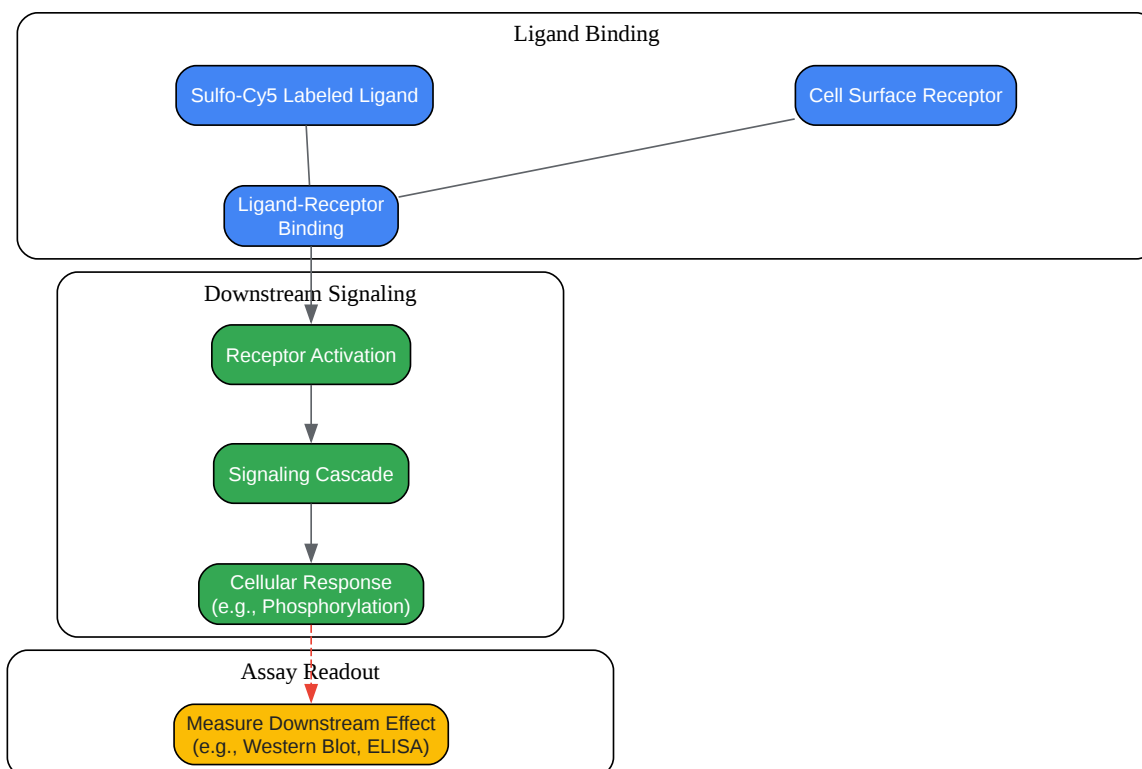 Ligand Binding
Sulfo-Cy5 Labeled Ligand
Cell Surface Receptor
Ligand-Receptor
Binding
Downstream Signaling
Receptor Activation
Signaling Cascade
Cellular Response
(e.g., Phosphorylation)
Assay Readout
Measure Downstream Effect
(e.g., Western Blot, ELISA)